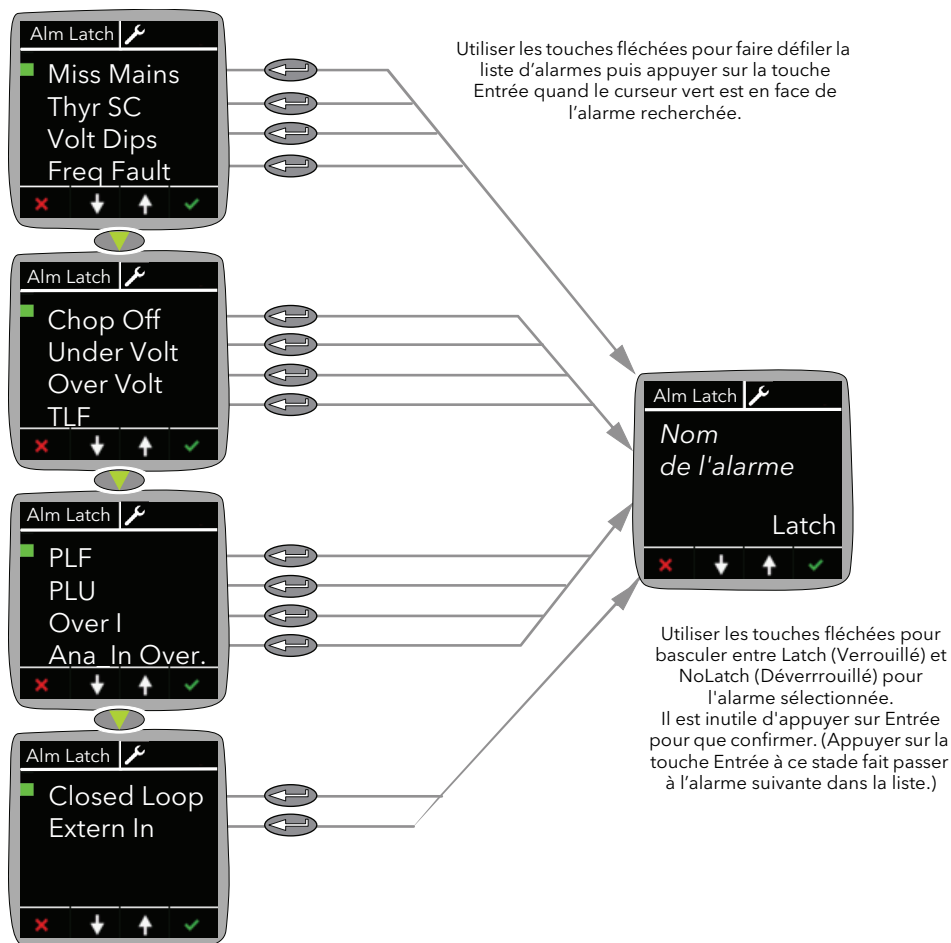 Alm Latch
Miss Mains
Thyr SC
Volt Dips
Freq Fault
Utiliser les touches fléchées pour faire défiler la
liste d'alarmes puis appuyer sur la touche
Entrée quand le curseur vert est en face de
l'alarme recherchée.
Alm Latch
Chop Off
Under Volt
Over Volt
TLF
Alm Latch
PLF
PLU
Over I
Ana_In Over.
Alm Latch
Closed Loop
Extern In
Alm Latch
Nom
de l'alarme
Latch
Utiliser les touches fléchées pour
basculer entre Latch (Verrouillé) et
NoLatch (Déverrrouillé) pour
l'alarme sélectionnée.
Il est inutile d'appuyer sur Entrée
pour que confirmer. (Appuyer sur la
touche Entrée à ce stade fait passer
à l'alarme suivante dans la liste.)